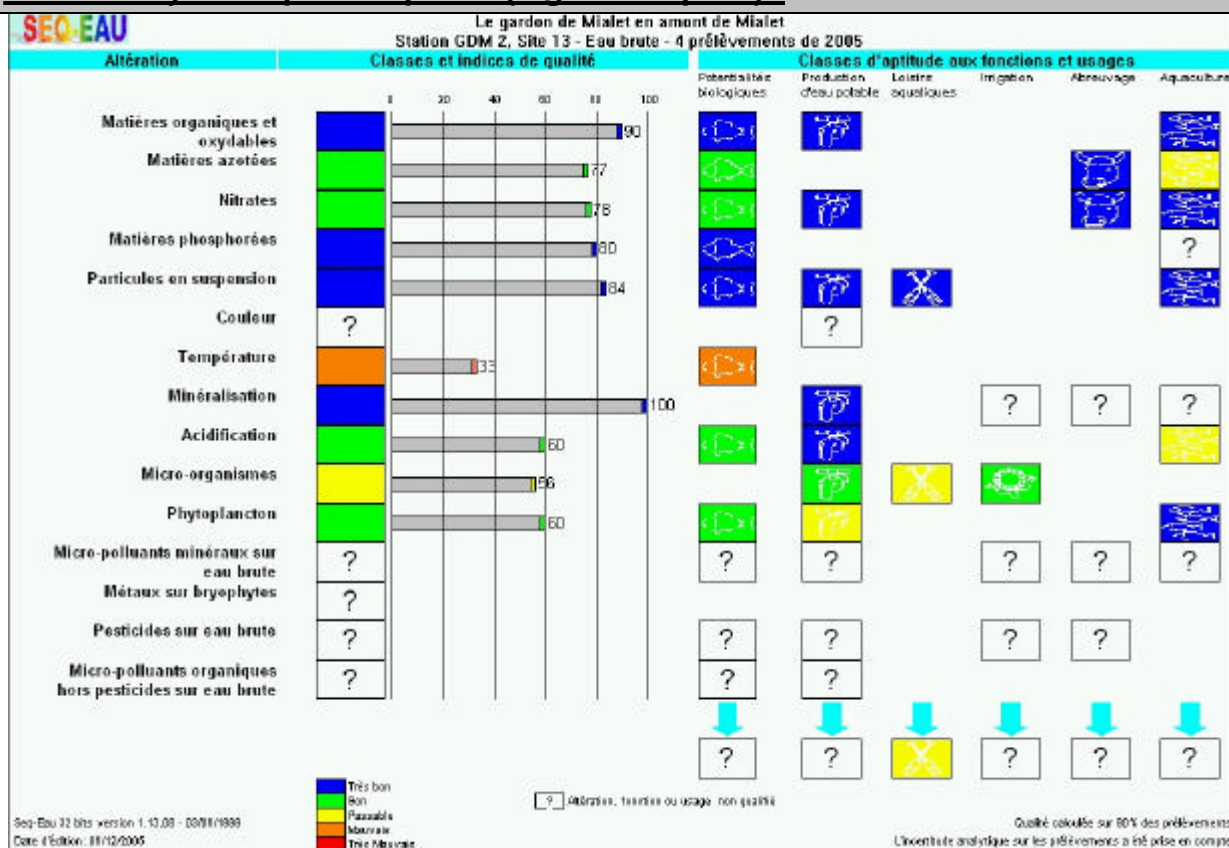 SEQ-EAU
Le gardon de Mialet en amont de Mialet
Station GDM 2, Site 13 - Eau brute - 4 prélèvements de 2005
Altération
Classes et indices de qualité
Classes d'aptitude aux fonctions et usages
Potentialités biologiques
Production d'eau potable
Loisirs aquatiques
Irrigation
Abreuvage
Aquaculture
0 20 40 60 80 100
Matières organiques et
oxydables
90
Matières azotées
77
Nitrates
78
Matières phosphorées
80
?
Particules en suspension
84
Couleur
? ?
Température
33
Minéralisation
100 ? ? ?
Acidification
60
Micro-organismes
56
Phytoplancton
60
Micro-polluants minéraux sur
eau brute
? ? ? ? ? ?
Métaux sur bryophytes
?
Pesticides sur eau brute
? ? ? ? ?
Micro-polluants organiques
hors pesticides sur eau brute
? ? ?
? ? ? ? ?
Très bon
Bon
Passable
Mauvais
Très Mauvais
? Altération, fonction ou usage non qualifié
Seq-Eau 32 bits version 1.13.08
Date d'Édition:
Qualité calculée sur 80% des prélèvements
L'incertitude analytique sur les prélèvements a été prise en compte